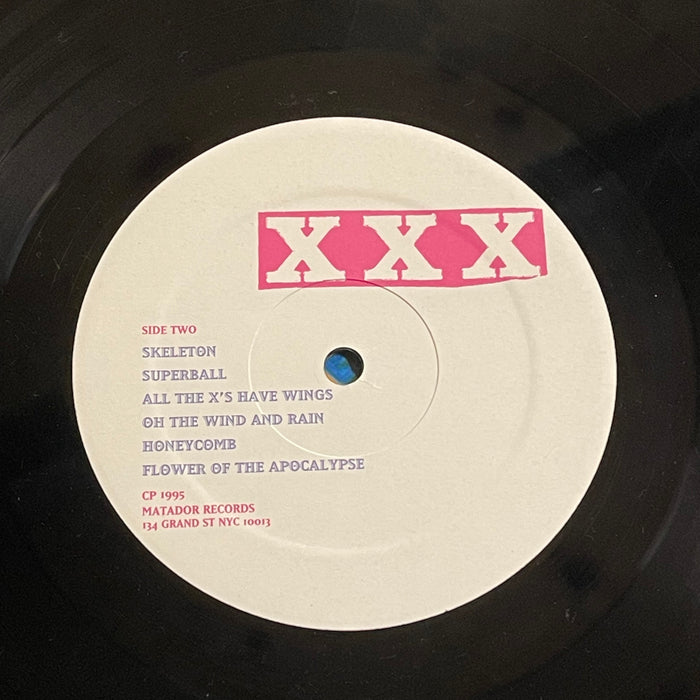 XXX
SIDE TWO
SKELETON
SUPERBALL
ALL THE X'S HAVE WINGS
OH THE WIND AND RAIN
HONEYCOMB
FLOWER OF THE APOCALYPSE
CP 1995
MATADOR RECORDS
134 GRAND ST NYC 10013